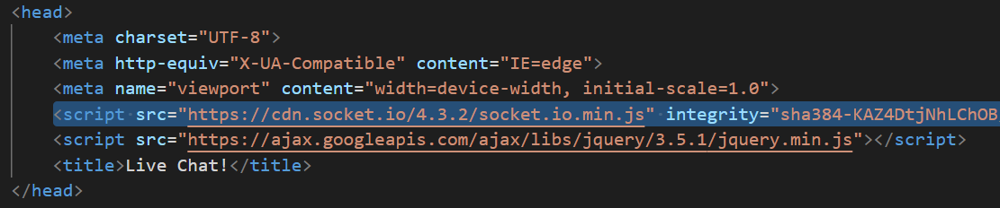 <head>
<meta charset="UTF-8">
<meta http-equiv="X-UA-Compatible" content="IE=edge">
<meta name="viewport" content="width=device-width, initial-scale=1.0">
<script src="https://cdn.socket.io/4.3.2/socket.io.min.js" integrity="sha384-KAZ4DtjNhLChOB
<script src="https://ajax.googleapis.com/ajax/libs/jquery/3.5.1/jquery.min.js"></script>
<title>Live Chat!</title>
</head>